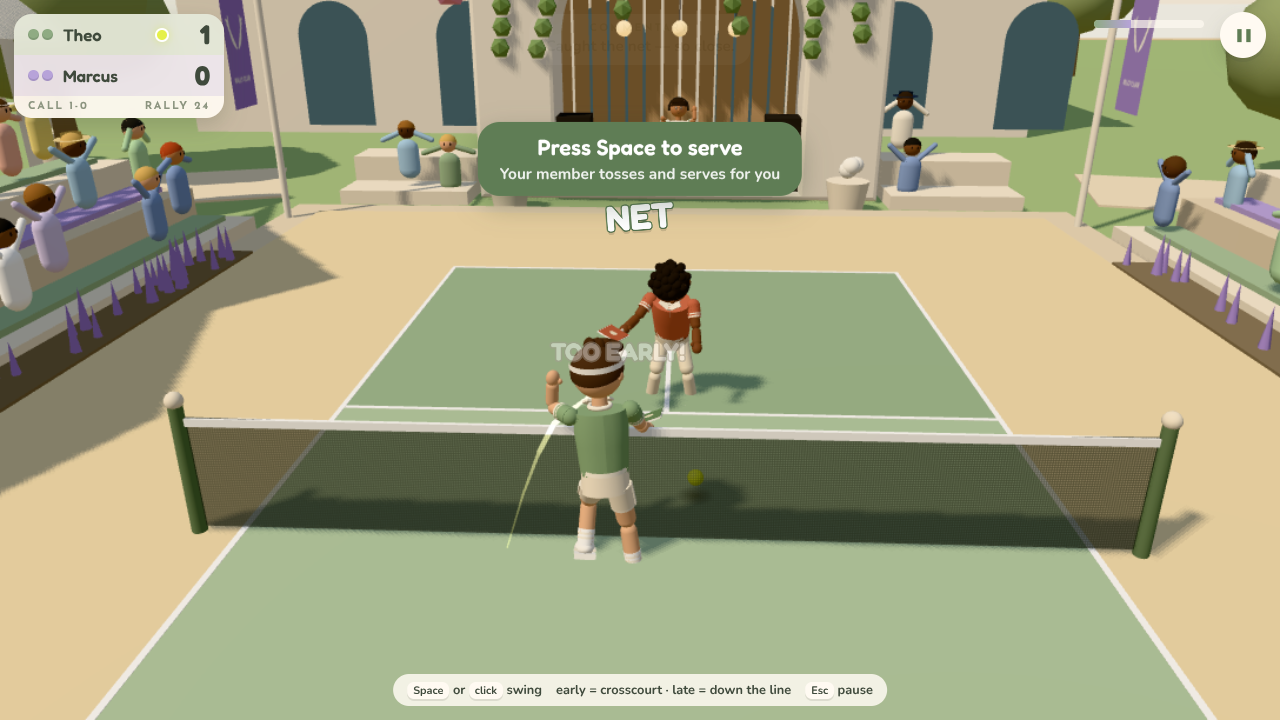 Theo 1
Marcus 0
CALL 1-0 RALLY 24
Press Space to serve
Your member tosses and serves for you
NET
TOO EARLY!
Space or click swing early = crosscourt · late = down the line Esc pause